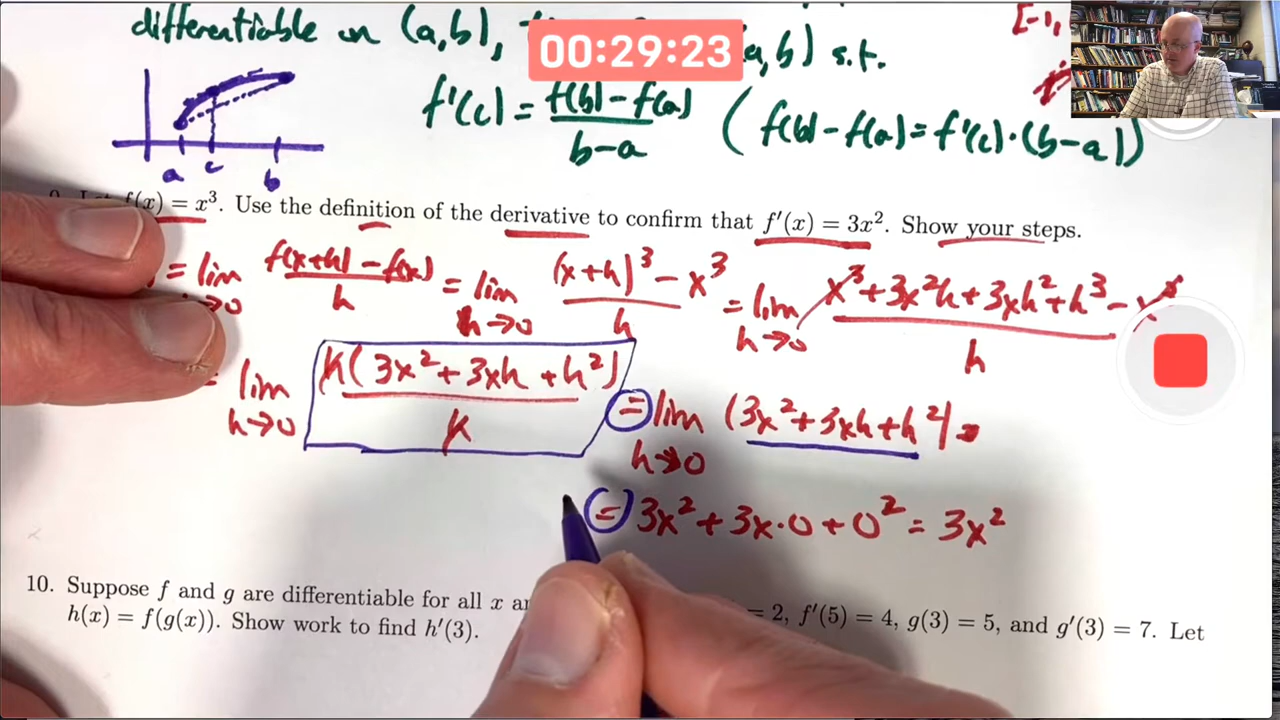 differentiable on (a,b),
00:29:23
a,b) s.t.
[-1,
f'(c) = f(b) - f(a) / b-a ( f(b) - f(a) = f'(c)·(b-a))
a c b
f(x) = x³. Use the definition of the derivative to confirm that f′(x) = 3x². Show your steps.
= lim h→0 f(x+h) - f(x) / h = lim h→0 (x+h)³ - x³ / h = lim h→0 x³+3x²h+3xh²+h³ - x³ / h
lim h→0 h(3x²+3xh+h²) / h = lim h→0 (3x²+3xh+h²) =
= 3x²+3x·0+0² = 3x²
10. Suppose f and g are differentiable for all x = 2, f′(5) = 4, g(3) = 5, and g′(3) = 7. Let
h(x) = f(g(x)). Show work to find h′(3).